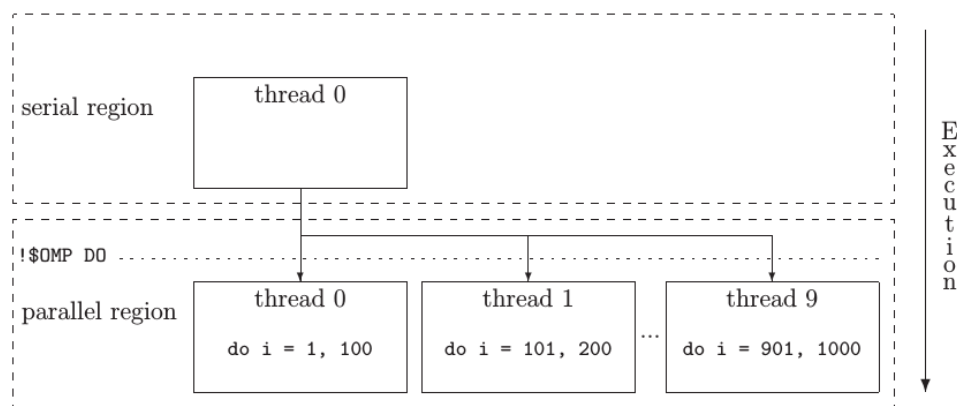 thread 0
serial region
!$OMP DO
thread 0
thread 1
thread 9
parallel region
do i = 1, 100
do i = 101, 200
...
do i = 901, 1000
Execution